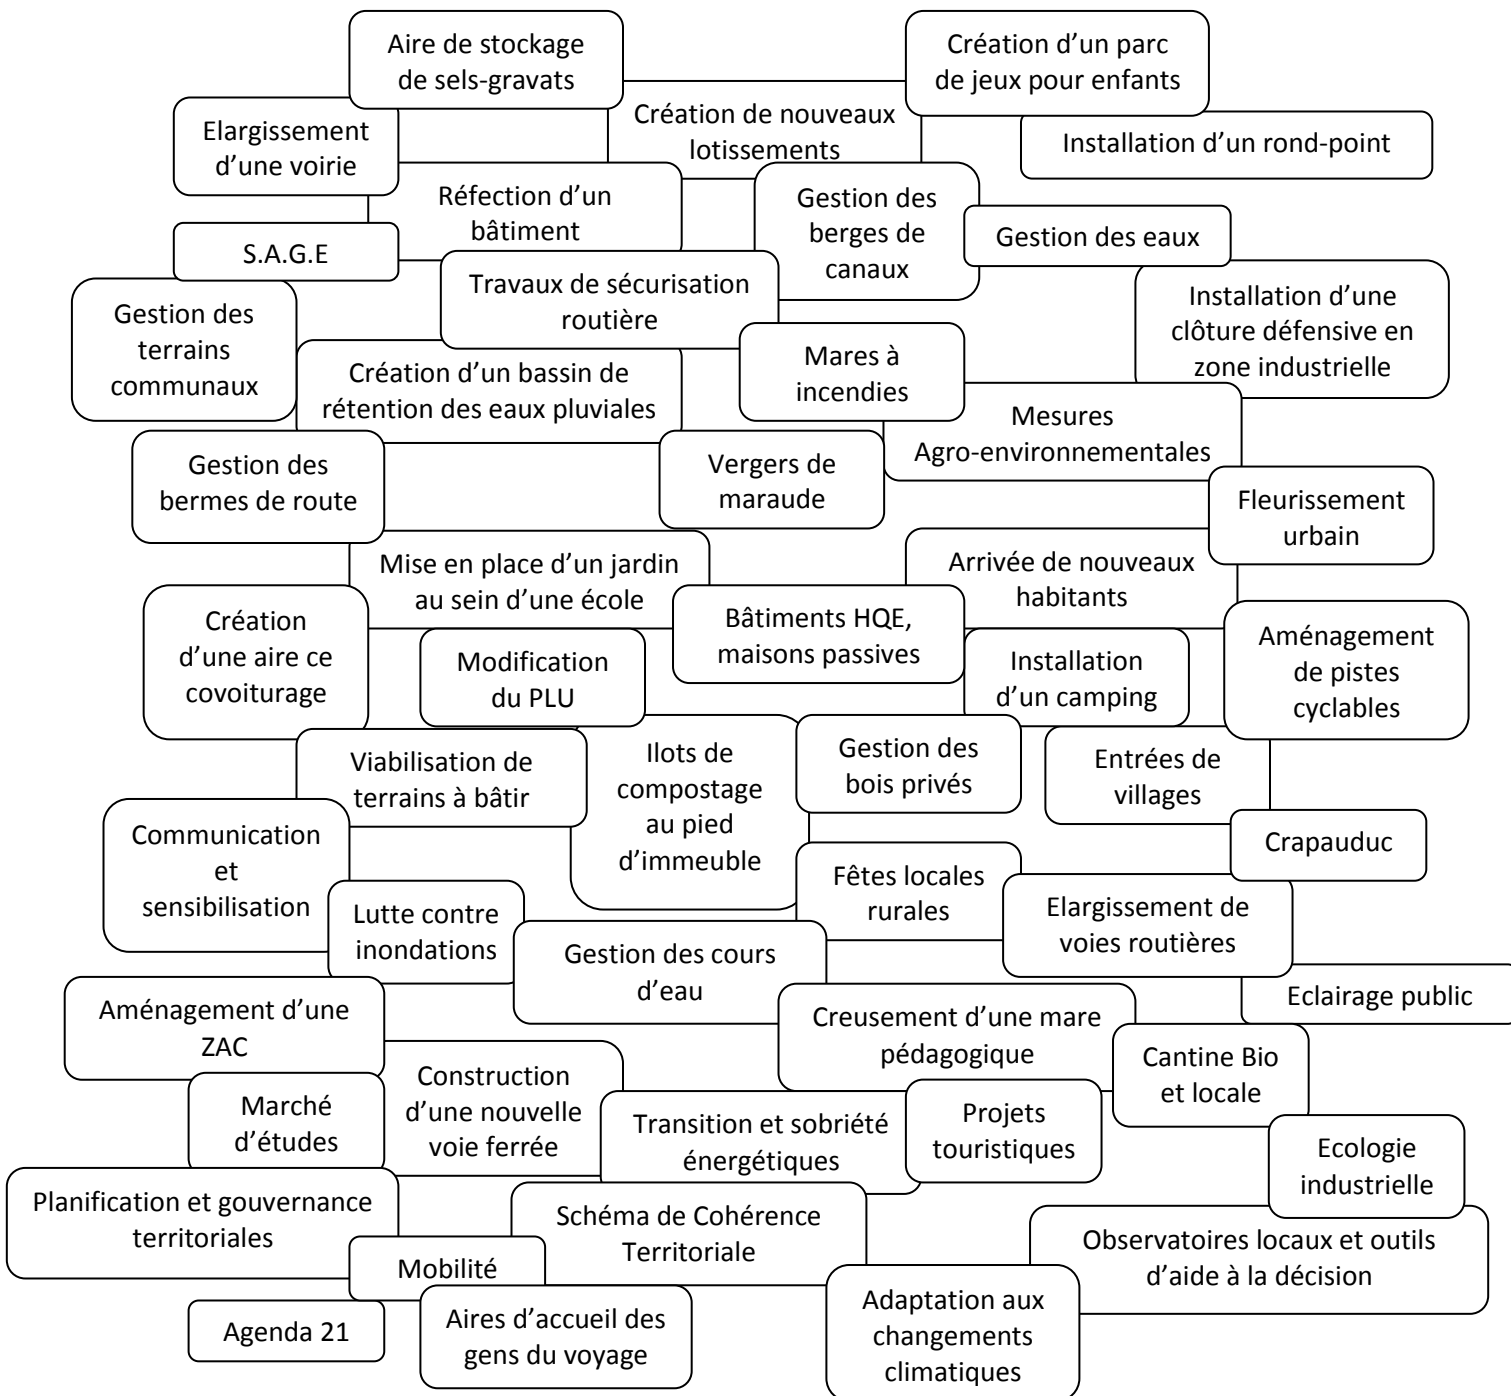 Aire de stockage
de sels-gravats
Création d'un parc
de jeux pour enfants
Elargissement
d'une voirie
Création de nouveaux
lotissements
Installation d'un rond-point
Réfection d'un
bâtiment
Gestion des
berges de
canaux
Gestion des eaux
S.A.G.E
Travaux de sécurisation
routière
Installation d'une
clôture défensive en
zone industrielle
Gestion des
terrains
communaux
Création d'un bassin de
rétention des eaux pluviales
Mares à
incendies
Mesures
Agro-environnementales
Gestion des
bermes de route
Vergers de
maraude
Fleurissement
urbain
Mise en place d'un jardin
au sein d'une école
Arrivée de nouveaux
habitants
Création
d'une aire ce
covoiturage
Bâtiments HQE,
maisons passives
Aménagement
de pistes
cyclables
Modification
du PLU
Installation
d'un camping
Viabilisation de
terrains à bâtir
Ilots de
compostage
au pied
d'immeuble
Gestion des
bois privés
Entrées de
villages
Communication
et
sensibilisation
Crapauduc
Lutte contre
inondations
Fêtes locales
rurales
Elargissement de
voies routières
Gestion des cours
d'eau
Eclairage public
Aménagement d'une
ZAC
Creusement d'une mare
pédagogique
Cantine Bio
et locale
Marché
d'études
Construction
d'une nouvelle
voie ferrée
Transition et sobriété
énergétiques
Projets
touristiques
Ecologie
industrielle
Planification et gouvernance
territoriales
Schéma de Cohérence
Territoriale
Observatoires locaux et outils
d'aide à la décision
Mobilité
Agenda 21
Aires d'accueil des
gens du voyage
Adaptation aux
changements
climatiques